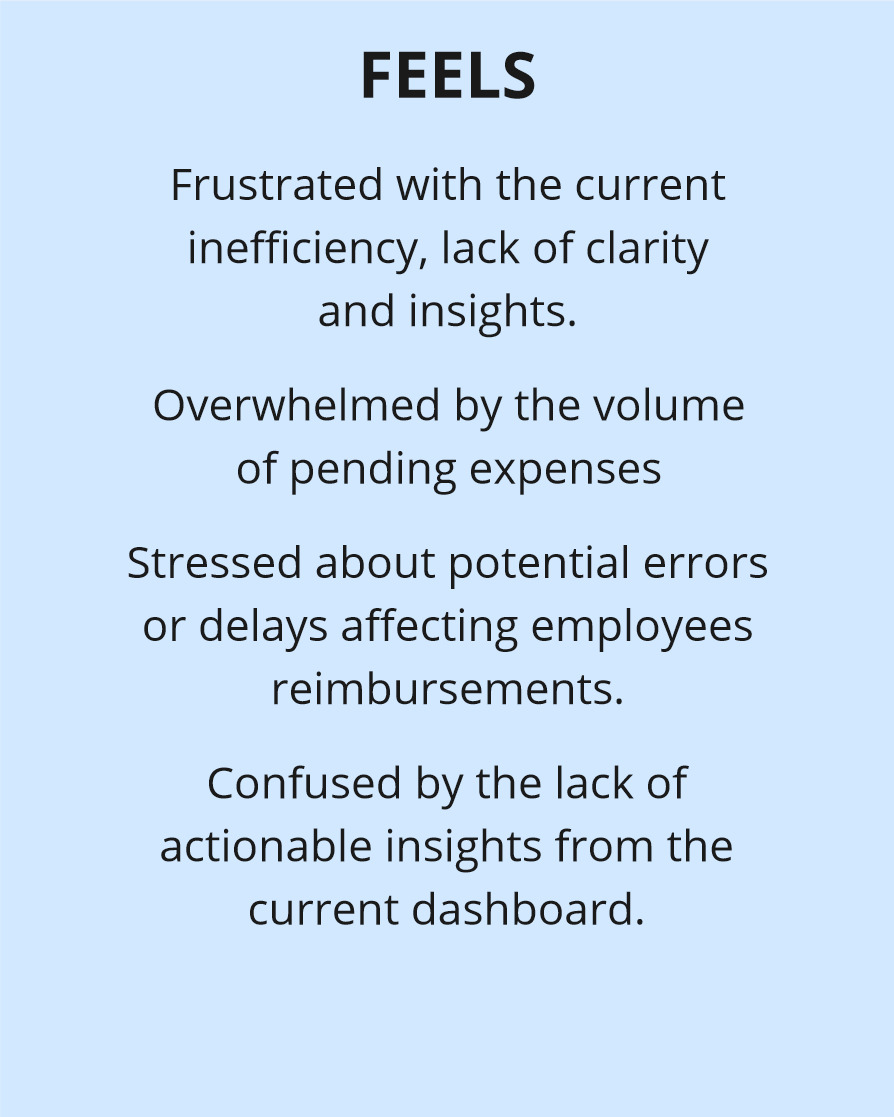 FEELS
Frustrated with the current
inefficiency, lack of clarity
and insights.
Overwhelmed by the volume
of pending expenses
Stressed about potential errors
or delays affecting employees
reimbursements.
Confused by the lack of
actionable insights from the
current dashboard.